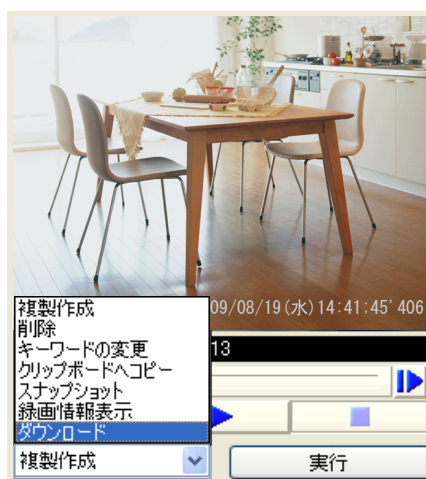 09/08/19(水)14:41;45'406
複製作成
削除
キーワードの変更
クリップボードへコピー
スナップショット
録画情報表示
ダウンロード
13
複製作成
実行